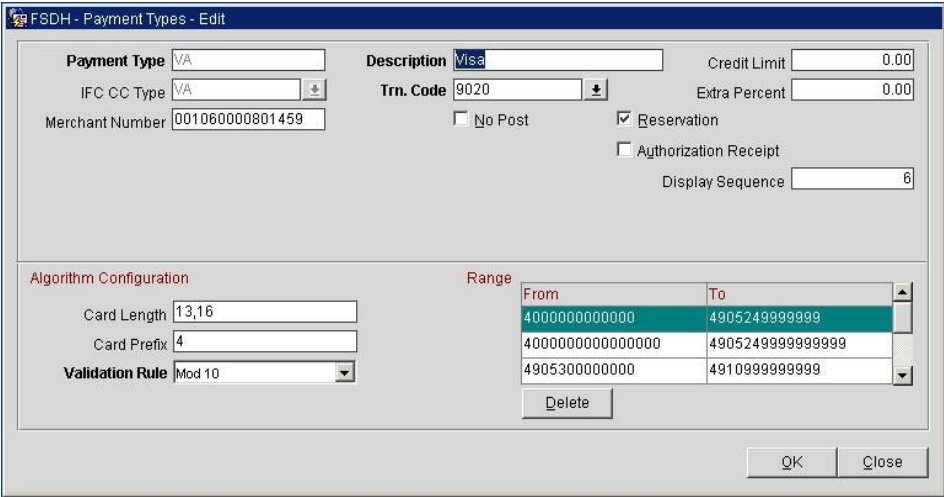 FSDH - Payment Types - Edit
Payment Type VA Description Visa Credit Limit 0.00
IFC CC Type VA Trn. Code 9020 Extra Percent 0.00
Merchant Number 001060000801459 No Post Reservation
Authorization Receipt
Display Sequence 6
Algorithm Configuration Range
From To
Card Length 13,16
4000000000000 4905249999999
Card Prefix 4
4000000000000000 4905249999999999
Validation Rule Mod 10
4905300000000 4910999999999
Delete
OK Close